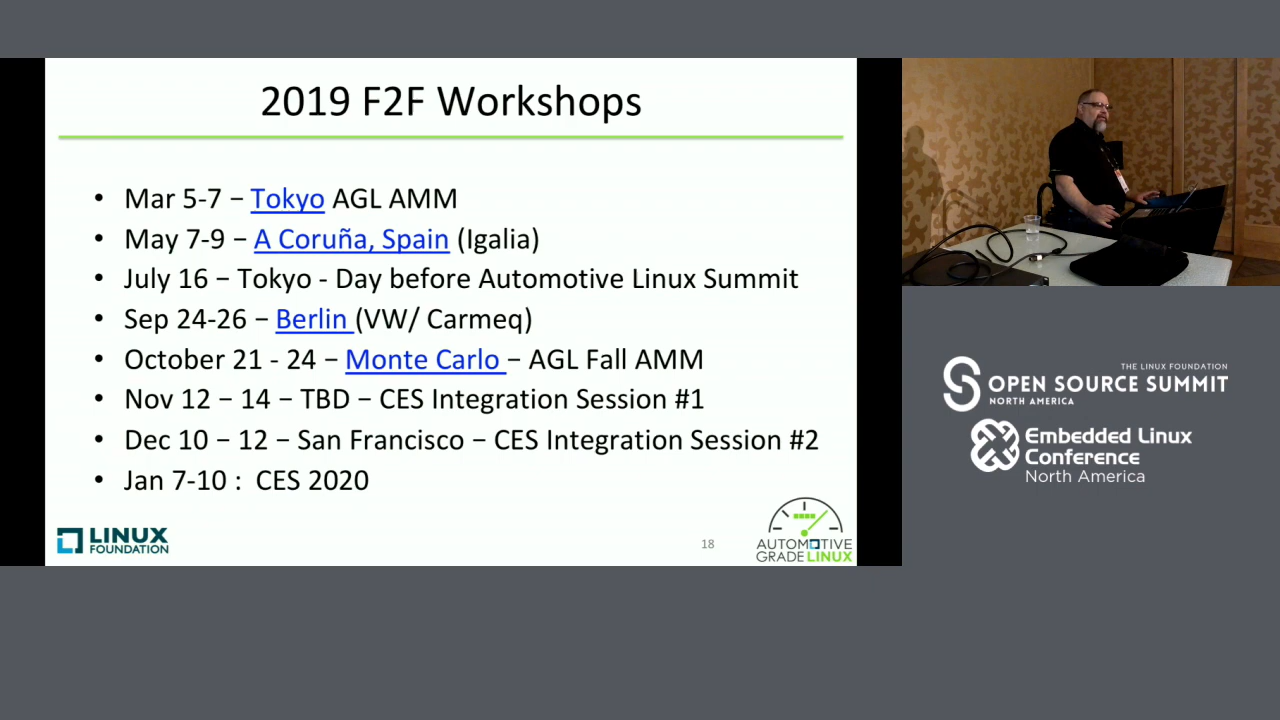 2019 F2F Workshops
• Mar 5-7 – Tokyo AGL AMM
• May 7-9 – A Coruña, Spain (Igalia)
• July 16 – Tokyo - Day before Automotive Linux Summit
• Sep 24-26 – Berlin (VW/ Carmeq)
• October 21 - 24 – Monte Carlo – AGL Fall AMM
• Nov 12 – 14 – TBD – CES Integration Session #1
• Dec 10 – 12 – San Francisco – CES Integration Session #2
• Jan 7-10 : CES 2020
LINUX
FOUNDATION
18
AUTOMOTIVE
GRADE LINUX
THE LINUX FOUNDATION
OPEN SOURCE SUMMIT
NORTH AMERICA
Embedded Linux
Conference
North America